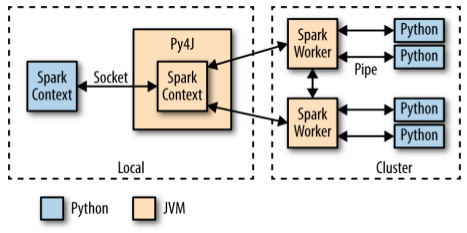 Py4J
Spark
Context
Socket
Spark
Context
Spark
Worker
Python
Python
Pipe
Spark
Worker
Python
Python
Local
Cluster
Python
JVM